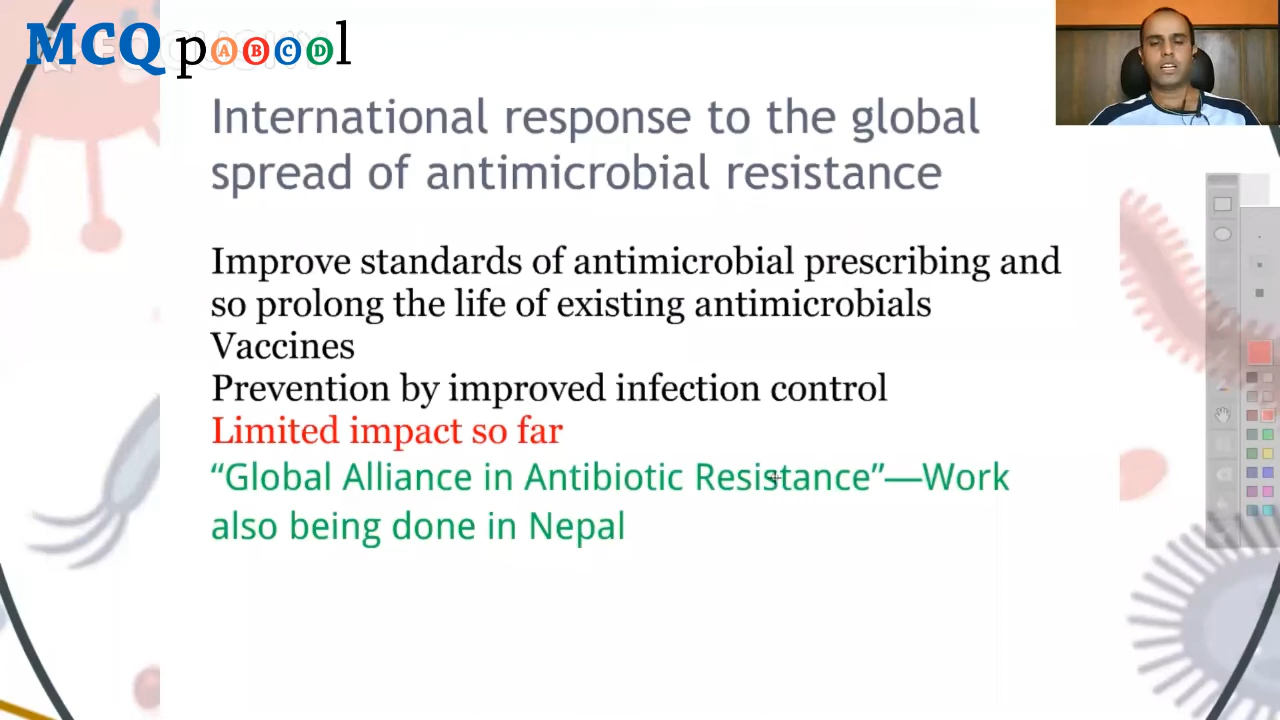 MCQ pABCDl
International response to the global
spread of antimicrobial resistance
Improve standards of antimicrobial prescribing and
so prolong the life of existing antimicrobials
Vaccines
Prevention by improved infection control
Limited impact so far
“Global Alliance in Antibiotic Resistance”—Work
also being done in Nepal